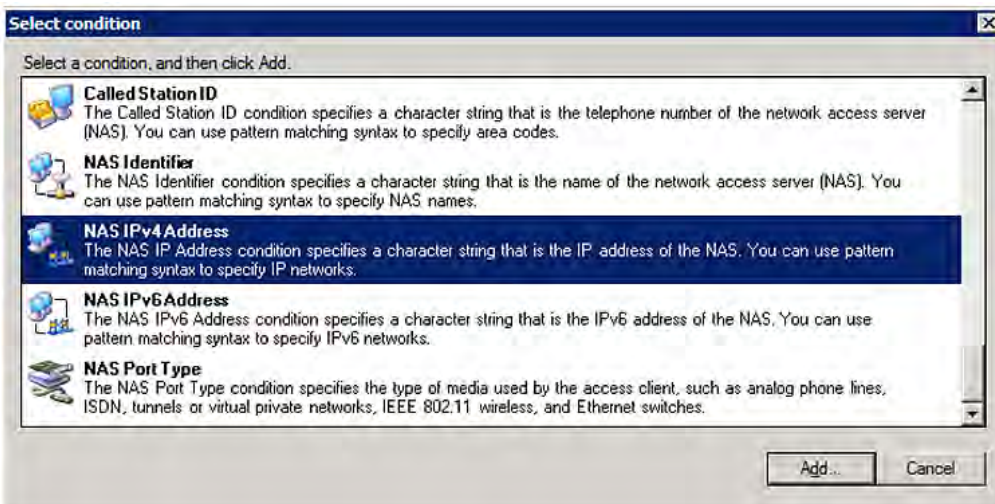 Select condition
Select a condition, and then click Add.
Called Station ID
The Called Station ID condition specifies a character string that is the telephone number of the network access server
(NAS). You can use pattern matching syntax to specify area codes.
NAS Identifier
The NAS Identifier condition specifies a character string that is the name of the network access server (NAS). You
can use pattern matching syntax to specify NAS names.
NAS IPv4 Address
The NAS IP Address condition specifies a character string that is the IP address of the NAS. You can use pattern
matching syntax to specify IP networks.
NAS IPv6 Address
The NAS IPv6 Address condition specifies a character string that is the IPv6 address of the NAS. You can use
pattern matching syntax to specify IPv6 networks.
NAS Port Type
The NAS Port Type condition specifies the type of media used by the access client, such as analog phone lines,
ISDN, tunnels or virtual private networks, IEEE 802.11 wireless, and Ethernet switches.
Add...
Cancel